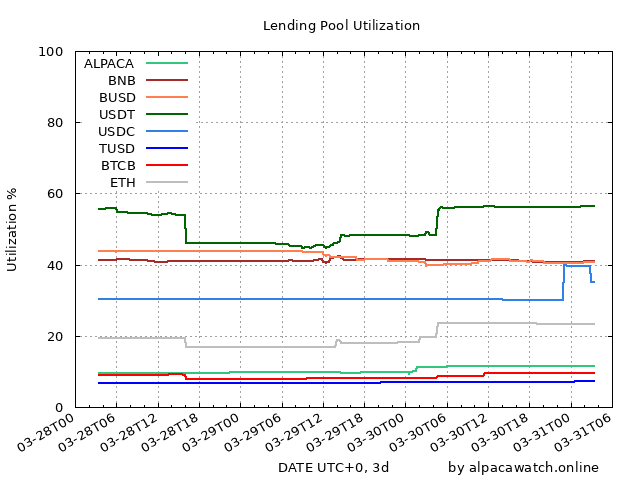 Lending Pool Utilization
100
80
60
40
20
0
Utilization %
ALPACA
BNB
BUSD
USDT
USDC
TUSD
BTCB
ETH
03-28T00
03-28T06
03-28T12
03-28T18
03-29T00
03-29T06
03-29T12
03-29T18
03-30T00
03-30T06
03-30T12
03-30T18
03-31T00
03-31T06
DATE UTC+0, 3d by alpacawatch.online